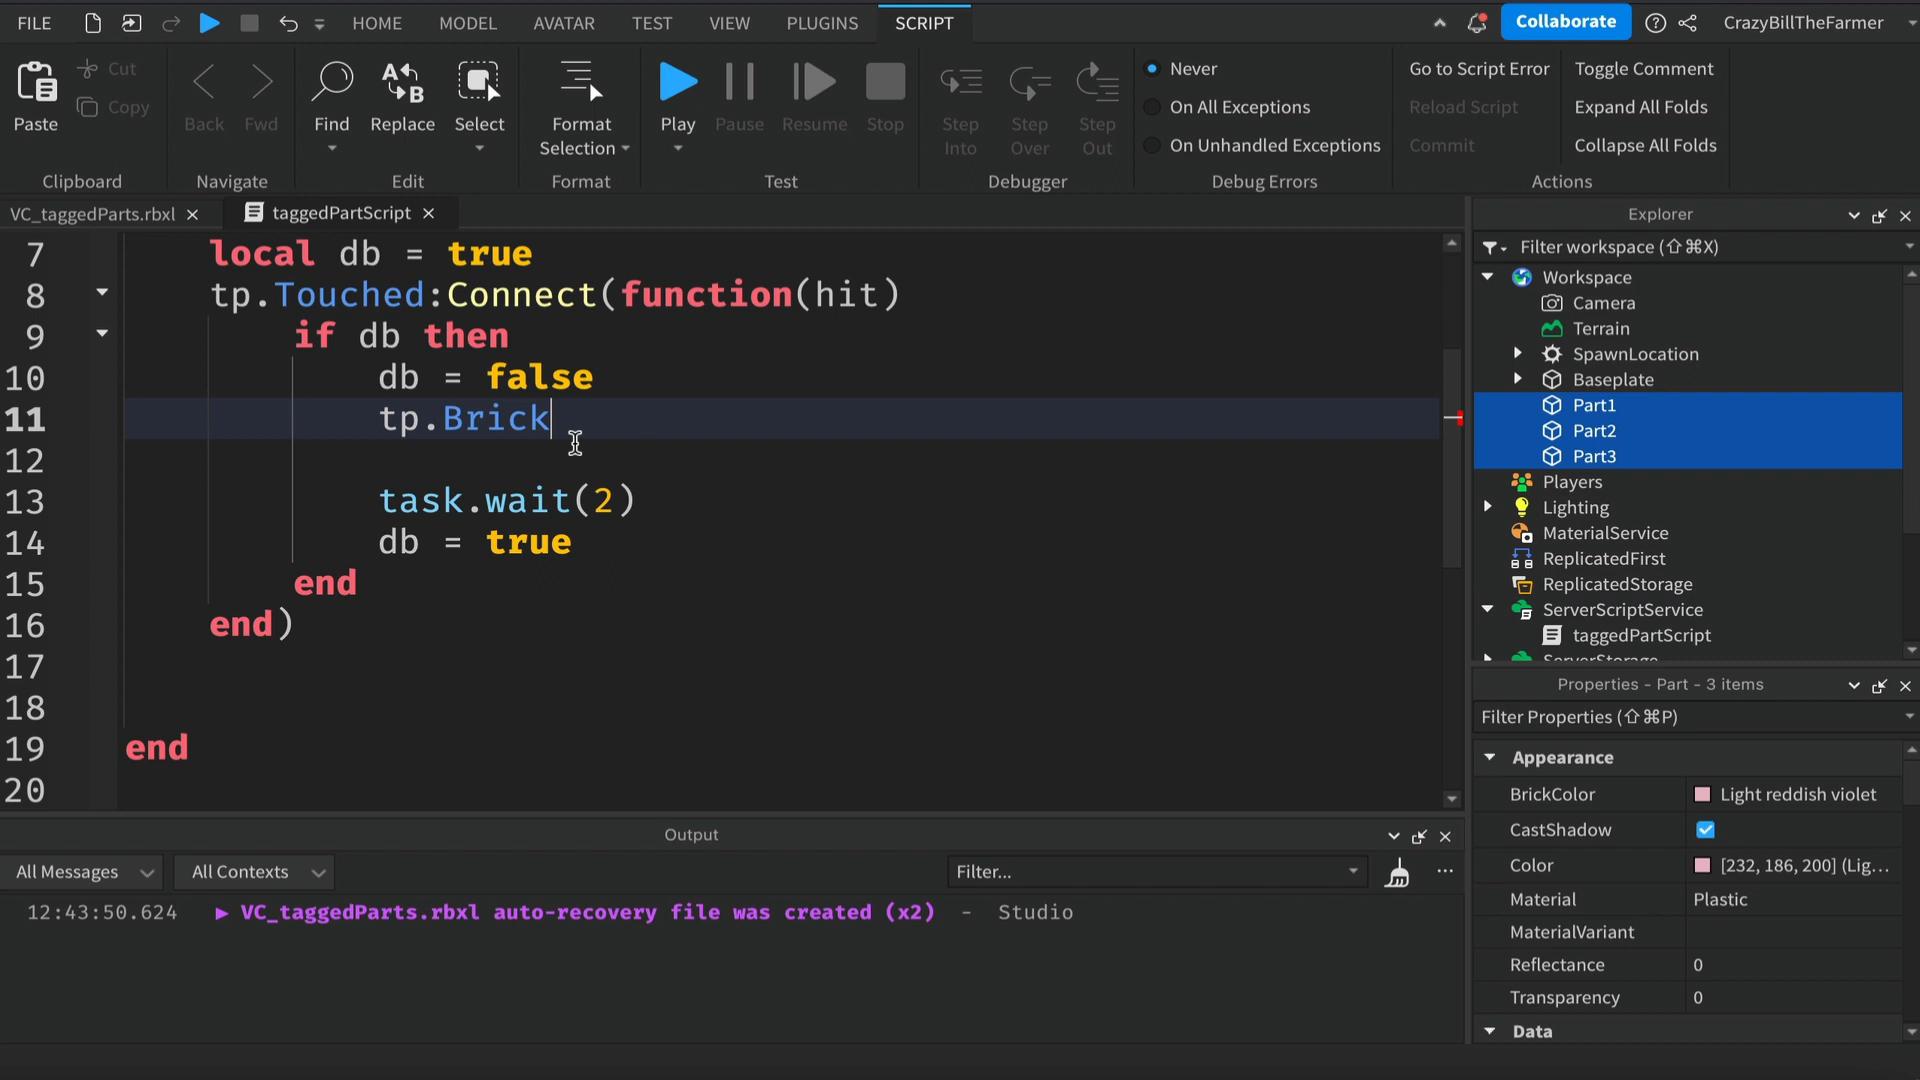 FILE HOME MODEL AVATAR TEST VIEW PLUGINS SCRIPT Collaborate ? CrazyBillTheFarmer
Paste Cut Copy
Back Fwd
Find Replace Select
Format Selection
Play Pause Resume Stop
Step Into Step Over Step Out
Never
On All Exceptions
On Unhandled Exceptions
Go to Script Error
Reload Script
Commit
Toggle Comment
Expand All Folds
Collapse All Folds
Clipboard Navigate Edit Format Test Debugger Debug Errors Actions
VC_taggedParts.rbxl × taggedPartScript ×
7 local db = true
8 tp.Touched:Connect(function(hit)
9 if db then
10 db = false
11 tp.Brick
12
13 task.wait(2)
14 db = true
15 end
16 end)
17
18
19 end
20
Explorer
Filter workspace (⇧⌘X)
Workspace
Camera
Terrain
SpawnLocation
Baseplate
Part1
Part2
Part3
Players
Lighting
MaterialService
ReplicatedFirst
ReplicatedStorage
ServerScriptService
taggedPartScript
ServerStorage
Properties - Part - 3 items
Filter Properties (⇧⌘P)
Appearance
BrickColor Light reddish violet
CastShadow
Color [232, 186, 200] (Lig...
Material Plastic
MaterialVariant
Reflectance 0
Transparency 0
Data
Output
All Messages All Contexts Filter... ...
12:43:50.624 ▶ VC_taggedParts.rbxl auto-recovery file was created (x2) - Studio